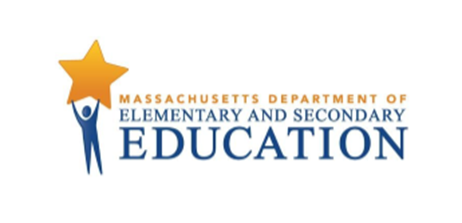 MASSACHUSETTS DEPARTMENT OF
ELEMENTARY AND SECONDARY
EDUCATION